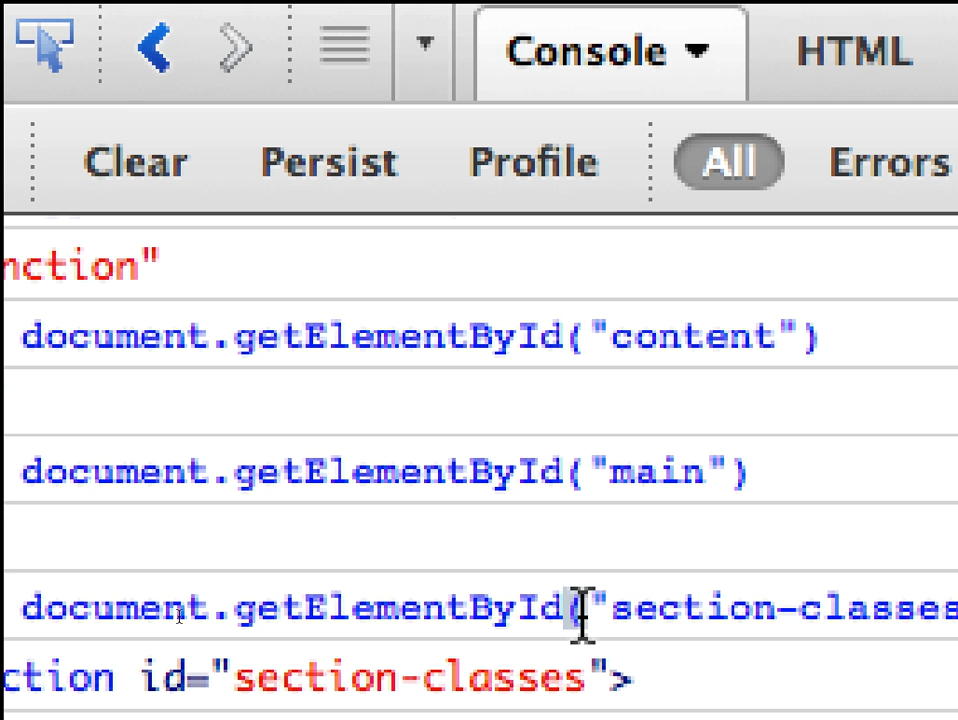 Console HTML
Clear Persist Profile All Errors
nction"
document.getElementById("content")
document.getElementById("main")
document.getElementById("section-classes
ction id="section-classes">